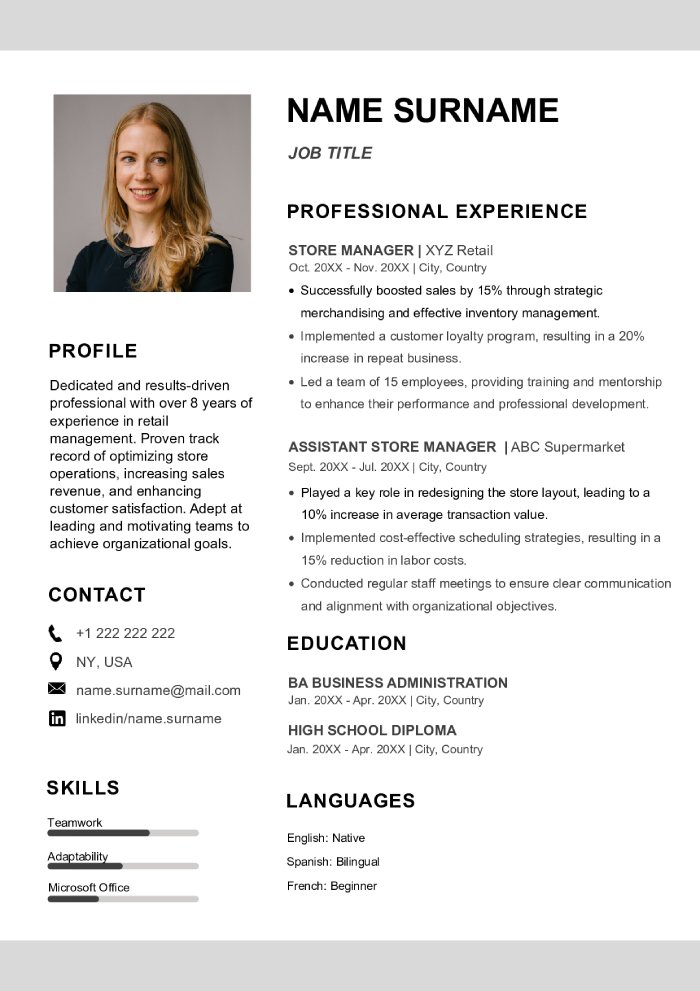 NAME SURNAME
JOB TITLE
PROFILE
Dedicated and results-driven
professional with over 8 years of
experience in retail
management. Proven track
record of optimizing store
operations, increasing sales
revenue, and enhancing
customer satisfaction. Adept at
leading and motivating teams to
achieve organizational goals.
CONTACT
+1 222 222 222
NY, USA
name.surname@mail.com
in linkedin/name.surname
SKILLS
Teamwork
Adaptability
Microsoft Office
PROFESSIONAL EXPERIENCE
STORE MANAGER | XYZ Retail
Oct. 20XX - Nov. 20XX | City, Country
• Successfully boosted sales by 15% through strategic
merchandising and effective inventory management.
• Implemented a customer loyalty program, resulting in a 20%
increase in repeat business.
• Led a team of 15 employees, providing training and mentorship
to enhance their performance and professional development.
ASSISTANT STORE MANAGER | ABC Supermarket
Sept. 20XX - Jul. 20XX | City, Country
• Played a key role in redesigning the store layout, leading to a
10% increase in average transaction value.
• Implemented cost-effective scheduling strategies, resulting in a
15% reduction in labor costs.
• Conducted regular staff meetings to ensure clear communication
and alignment with organizational objectives.
EDUCATION
BA BUSINESS ADMINISTRATION
Jan. 20XX - Apr. 20XX | City, Country
HIGH SCHOOL DIPLOMA
Jan. 20XX - Apr. 20XX | City, Country
LANGUAGES
English: Native
Spanish: Bilingual
French: Beginner